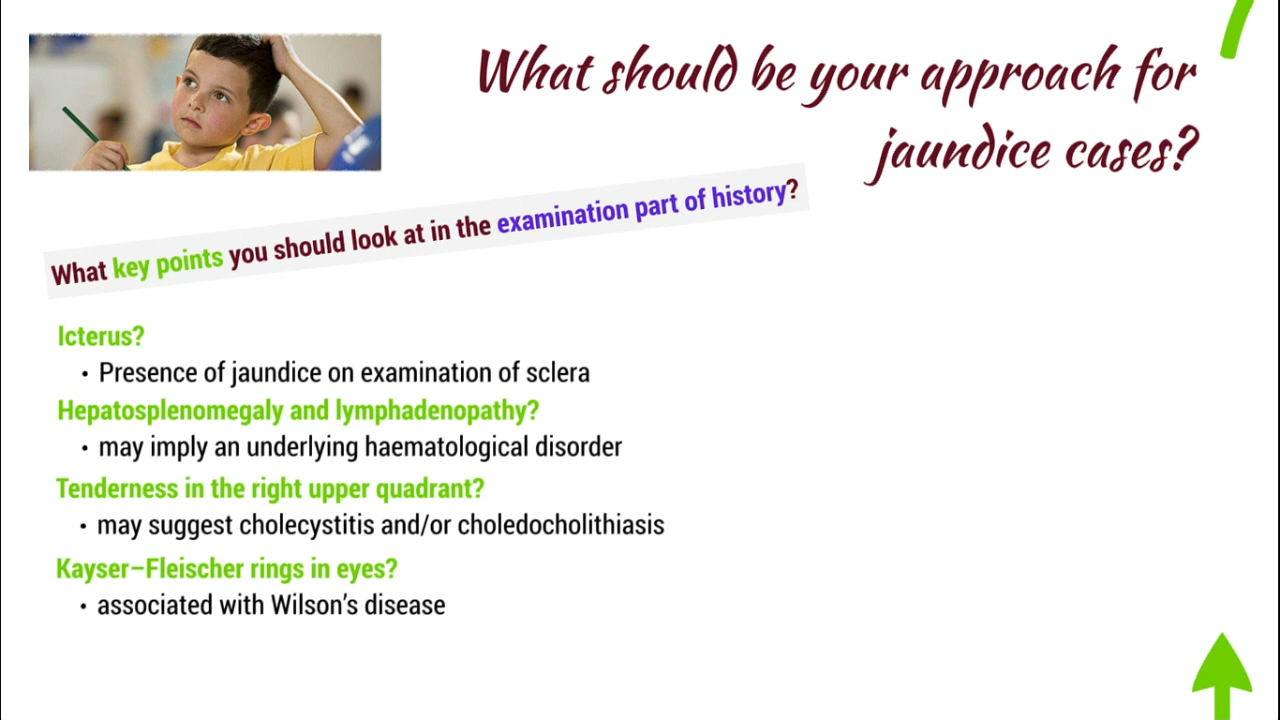 What should be your approach for
jaundice cases?
What key points you should look at in the examination part of history?
Icterus?
• Presence of jaundice on examination of sclera
Hepatosplenomegaly and lymphadenopathy?
• may imply an underlying haematological disorder
Tenderness in the right upper quadrant?
• may suggest cholecystitis and/or choledocholithiasis
Kayser–Fleischer rings in eyes?
• associated with Wilson’s disease